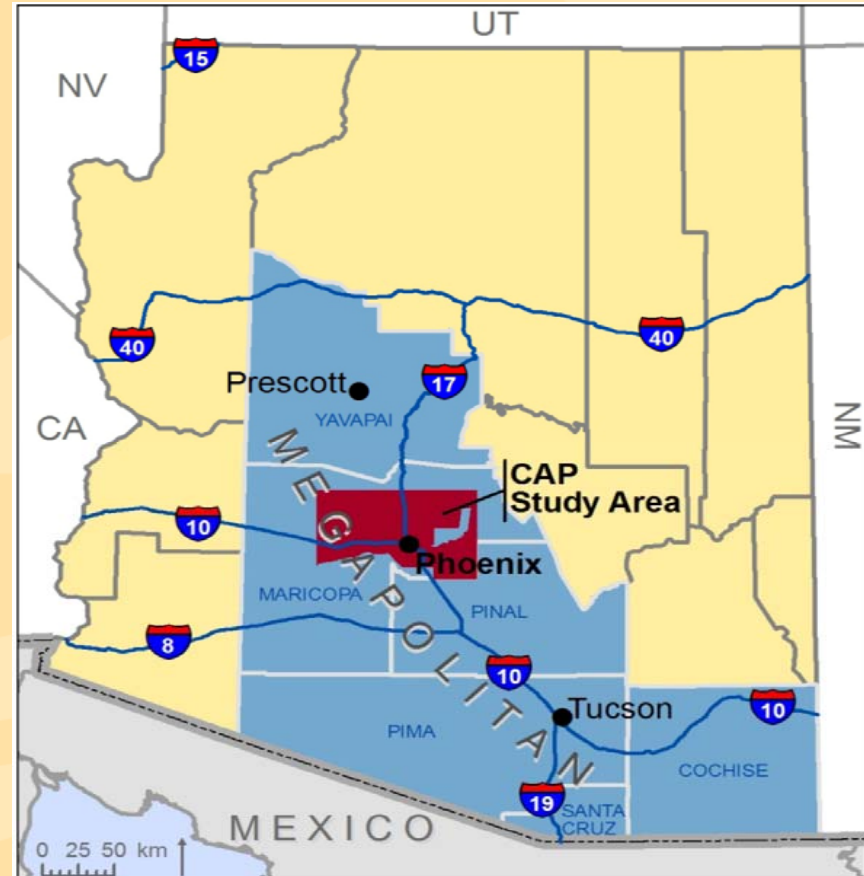 UT
15
NV
40
40
Prescott
17
YAVAPAI
CA
NM
CAP
Study Area
10
Phoenix
MEGAPOLITAN
MARICOPA
PINAL
8
10
Tucson
10
PIMA
COCHISE
19
SANTA
CRUZ
MEXICO
0 25 50 km